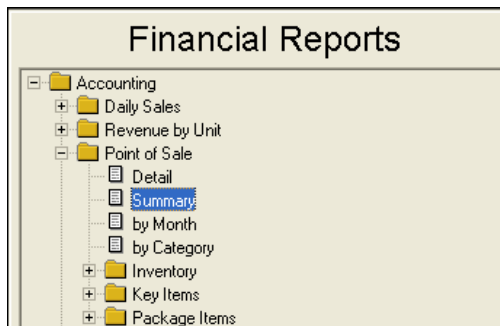 Financial Reports
Accounting
Daily Sales
Revenue by Unit
Point of Sale
Detail
Summary
by Month
by Category
Inventory
Key Items
Package Items